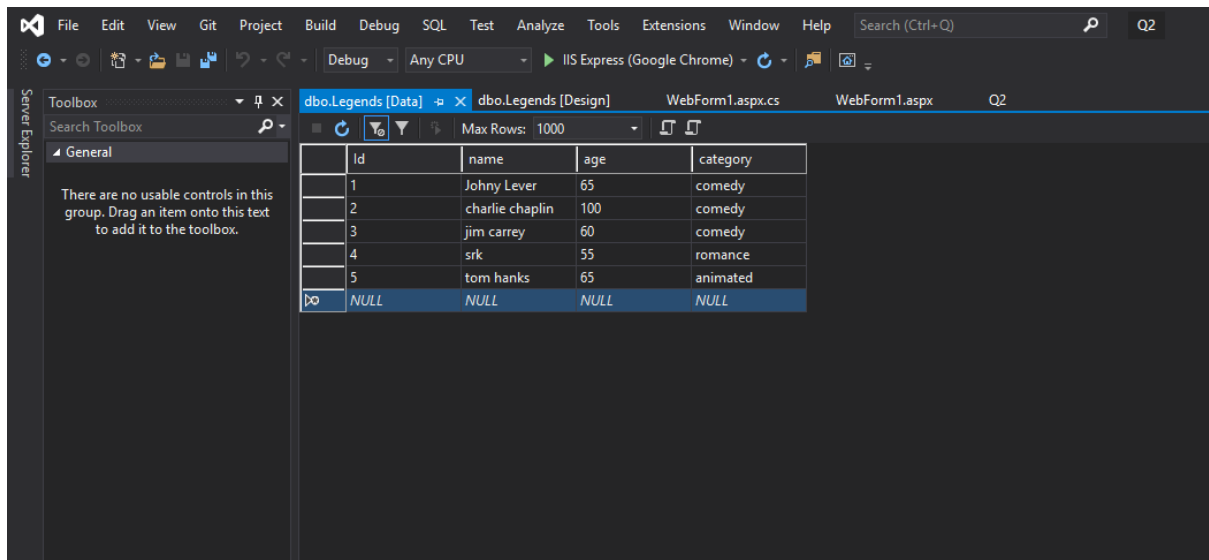 File Edit View Git Project Build Debug SQL Test Analyze Tools Extensions Window Help Search (Ctrl+Q) Q2
Debug Any CPU IIS Express (Google Chrome)
Server Explorer
Toolbox
Search Toolbox
General
There are no usable controls in this
group. Drag an item onto this text
to add it to the toolbox.
dbo.Legends [Data] dbo.Legends [Design] WebForm1.aspx.cs WebForm1.aspx Q2
Max Rows: 1000
Id name age category
1 Johny Lever 65 comedy
2 charlie chaplin 100 comedy
3 jim carrey 60 comedy
4 srk 55 romance
5 tom hanks 65 animated
NULL NULL NULL NULL